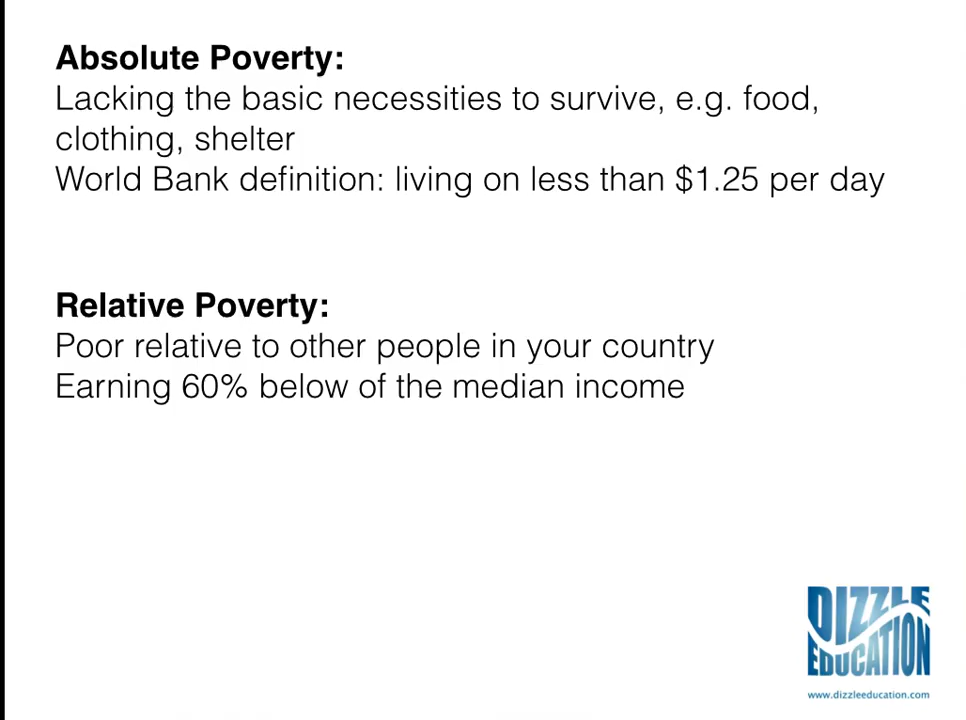 Absolute Poverty:
Lacking the basic necessities to survive, e.g. food,
clothing, shelter
World Bank definition: living on less than $1.25 per day
Relative Poverty:
Poor relative to other people in your country
Earning 60% below of the median income
DIZZLE
EDUCATION
www.dizzleeducation.com